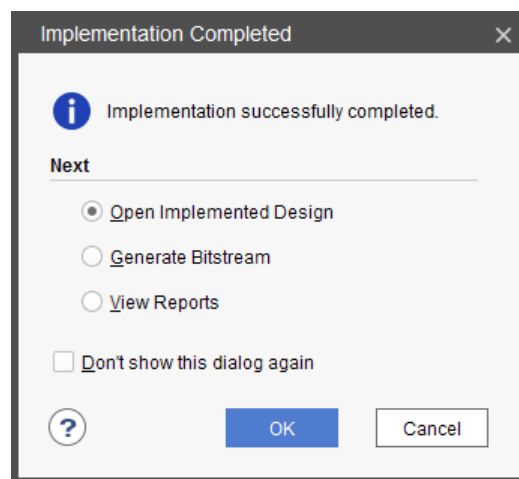 Implementation Completed
Implementation successfully completed.
Next
Open Implemented Design
Generate Bitstream
View Reports
Don't show this dialog again
? OK Cancel